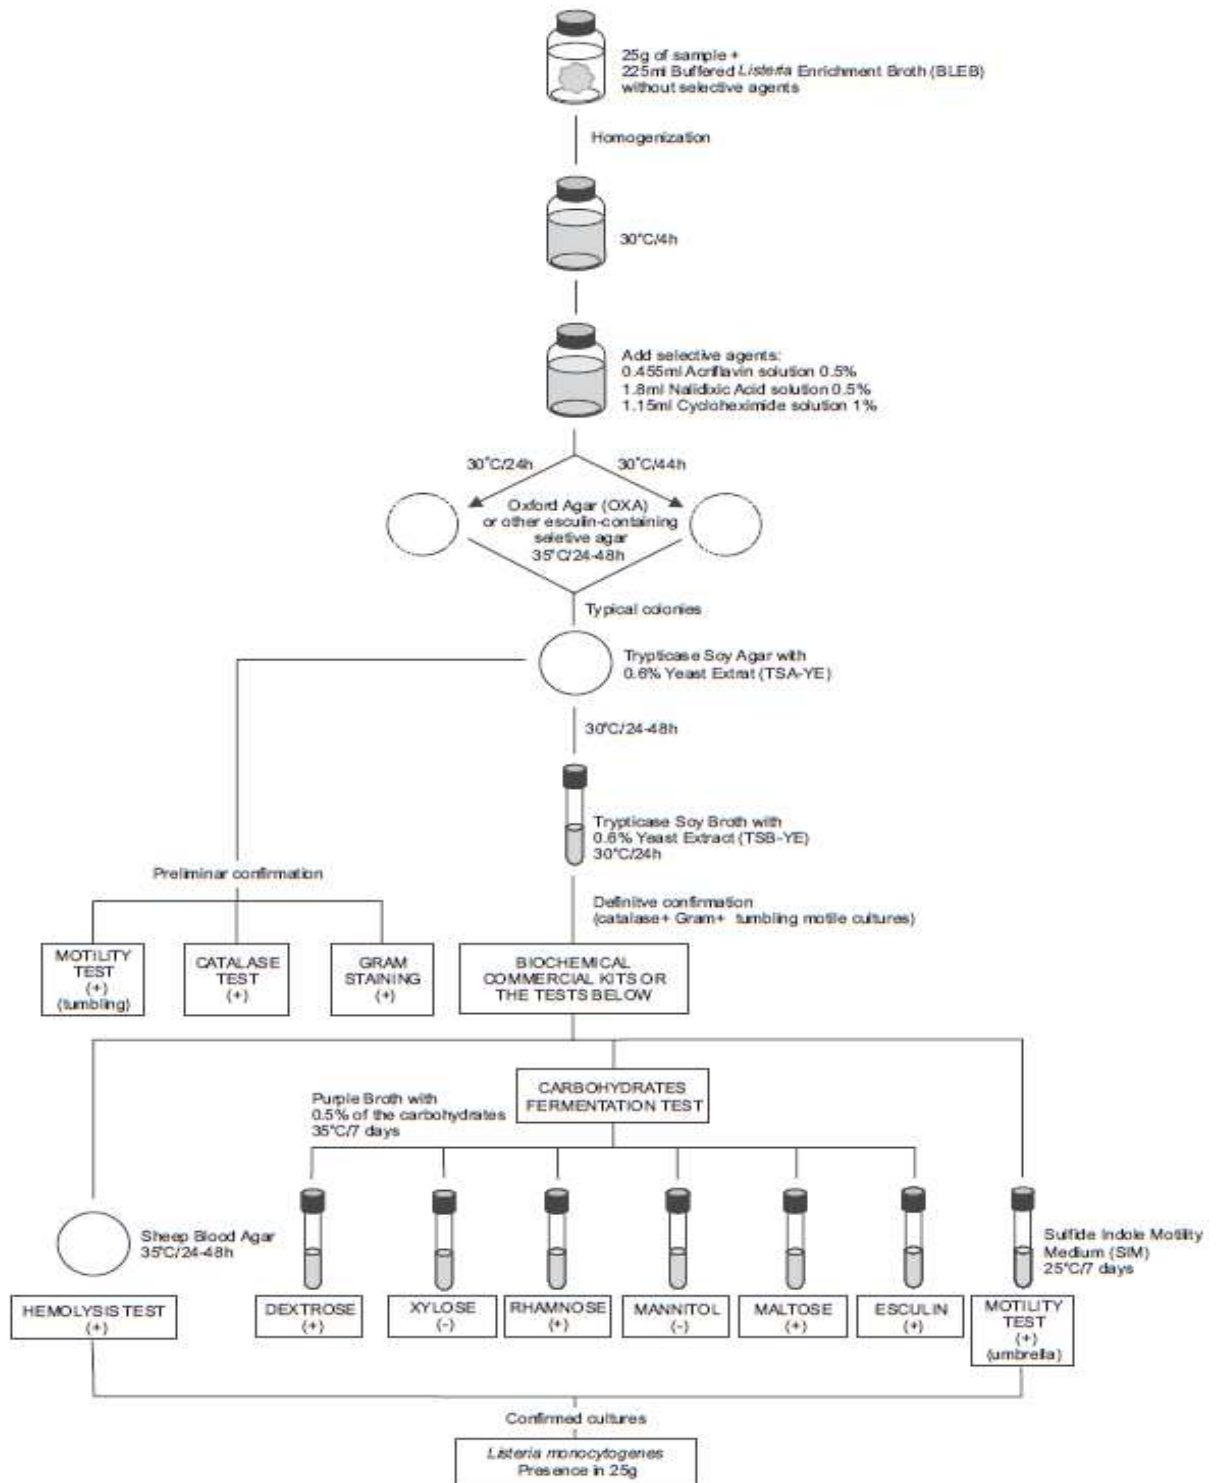 25g of sample +
225ml Buffered Listeria Enrichment Broth (BLEB)
without selective agents
Homogenization
30°C/4h
Add selective agents:
0.455ml Acriflavin solution 0.5%
1.8ml Nalidixic Acid solution 0.5%
1.15ml Cycloheximide solution 1%
30°C/24h
30°C/44h
Oxford Agar (OXA)
or other esculin-containing
seletive agar
35°C/24-48h
Typical colonies
Trypticase Soy Agar with
0.6% Yeast Extrat (TSA-YE)
30°C/24-48h
Trypticase Soy Broth with
0.6% Yeast Extract (TSB-YE)
30°C/24h
Preliminar confirmation
Definitve confirmation
(catalase+ Gram+ tumbling motile cultures)
MOTILITY
TEST
(+)
(tumbling)
CATALASE
TEST
(+)
GRAM
STAINING
(+)
BIOCHEMICAL
COMMERCIAL KITS OR
THE TESTS BELOW
CARBOHYDRATES
FERMENTATION TEST
Purple Broth with
0.5% of the carbohydrates
35°C/7 days
Sheep Blood Agar
35°C/24-48h
Sulfide Indole Motility
Medium (SIM)
25°C/7 days
HEMOLYSIS TEST
(+)
DEXTROSE
(+)
XYLOSE
(-)
RHAMNOSE
(+)
MANNITOL
(-)
MALTOSE
(+)
ESCULIN
(+)
MOTILITY
TEST
(+)
(umbrella)
Confirmed cultures
Listeria monocytogenes
Presence in 25g